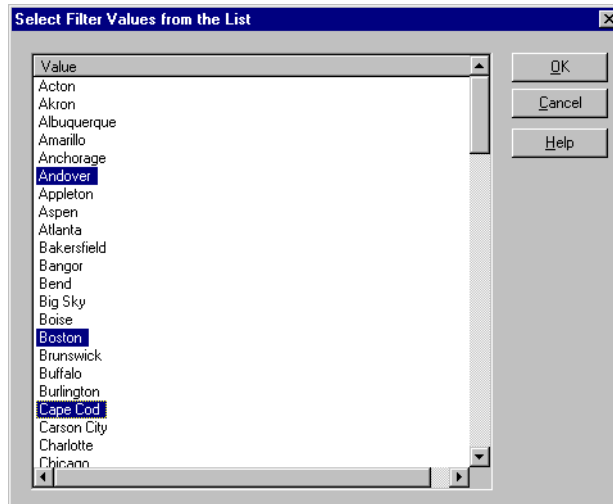 Select Filter Values from the List
Value
Acton
Akron
Albuquerque
Amarillo
Anchorage
Andover
Appleton
Aspen
Atlanta
Bakersfield
Bangor
Bend
Big Sky
Boise
Boston
Brunswick
Buffalo
Burlington
Cape Cod
Carson City
Charlotte
Chicago
OK
Cancel
Help